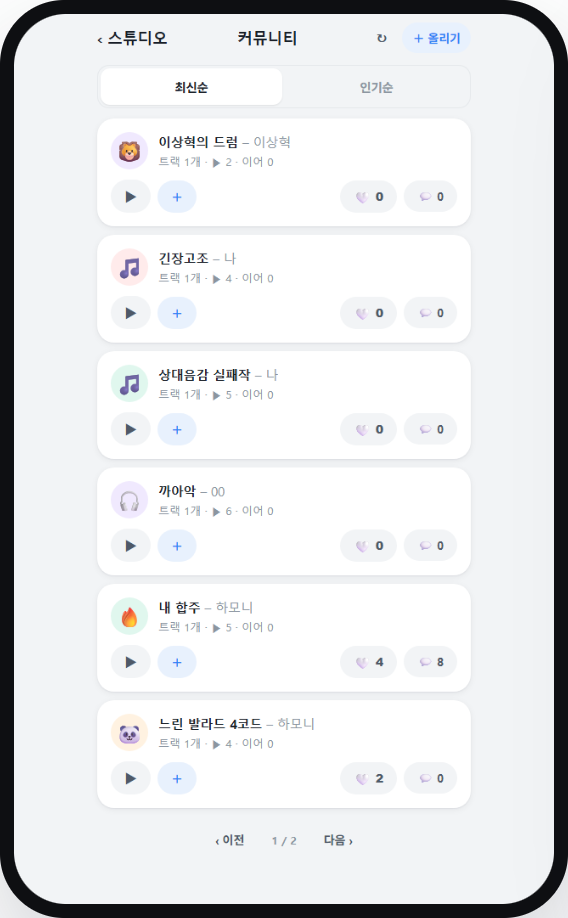 ‹ 스튜디오 커뮤니티 ↻ + 올리기
최신순 인기순
이상혁의 드럼 – 이상혁
트랙 1개 · ▶ 2 · 이어 0
▶ + 0 0
긴장고조 – 나
트랙 1개 · ▶ 4 · 이어 0
▶ + 0 0
상대음감 실패작 – 나
트랙 1개 · ▶ 5 · 이어 0
▶ + 0 0
까아악 – 00
트랙 1개 · ▶ 6 · 이어 0
▶ + 0 0
내 합주 – 하모니
트랙 1개 · ▶ 5 · 이어 0
▶ + 4 8
느린 발라드 4코드 – 하모니
트랙 1개 · ▶ 4 · 이어 0
▶ + 2 0
‹ 이전 1 / 2 다음 ›